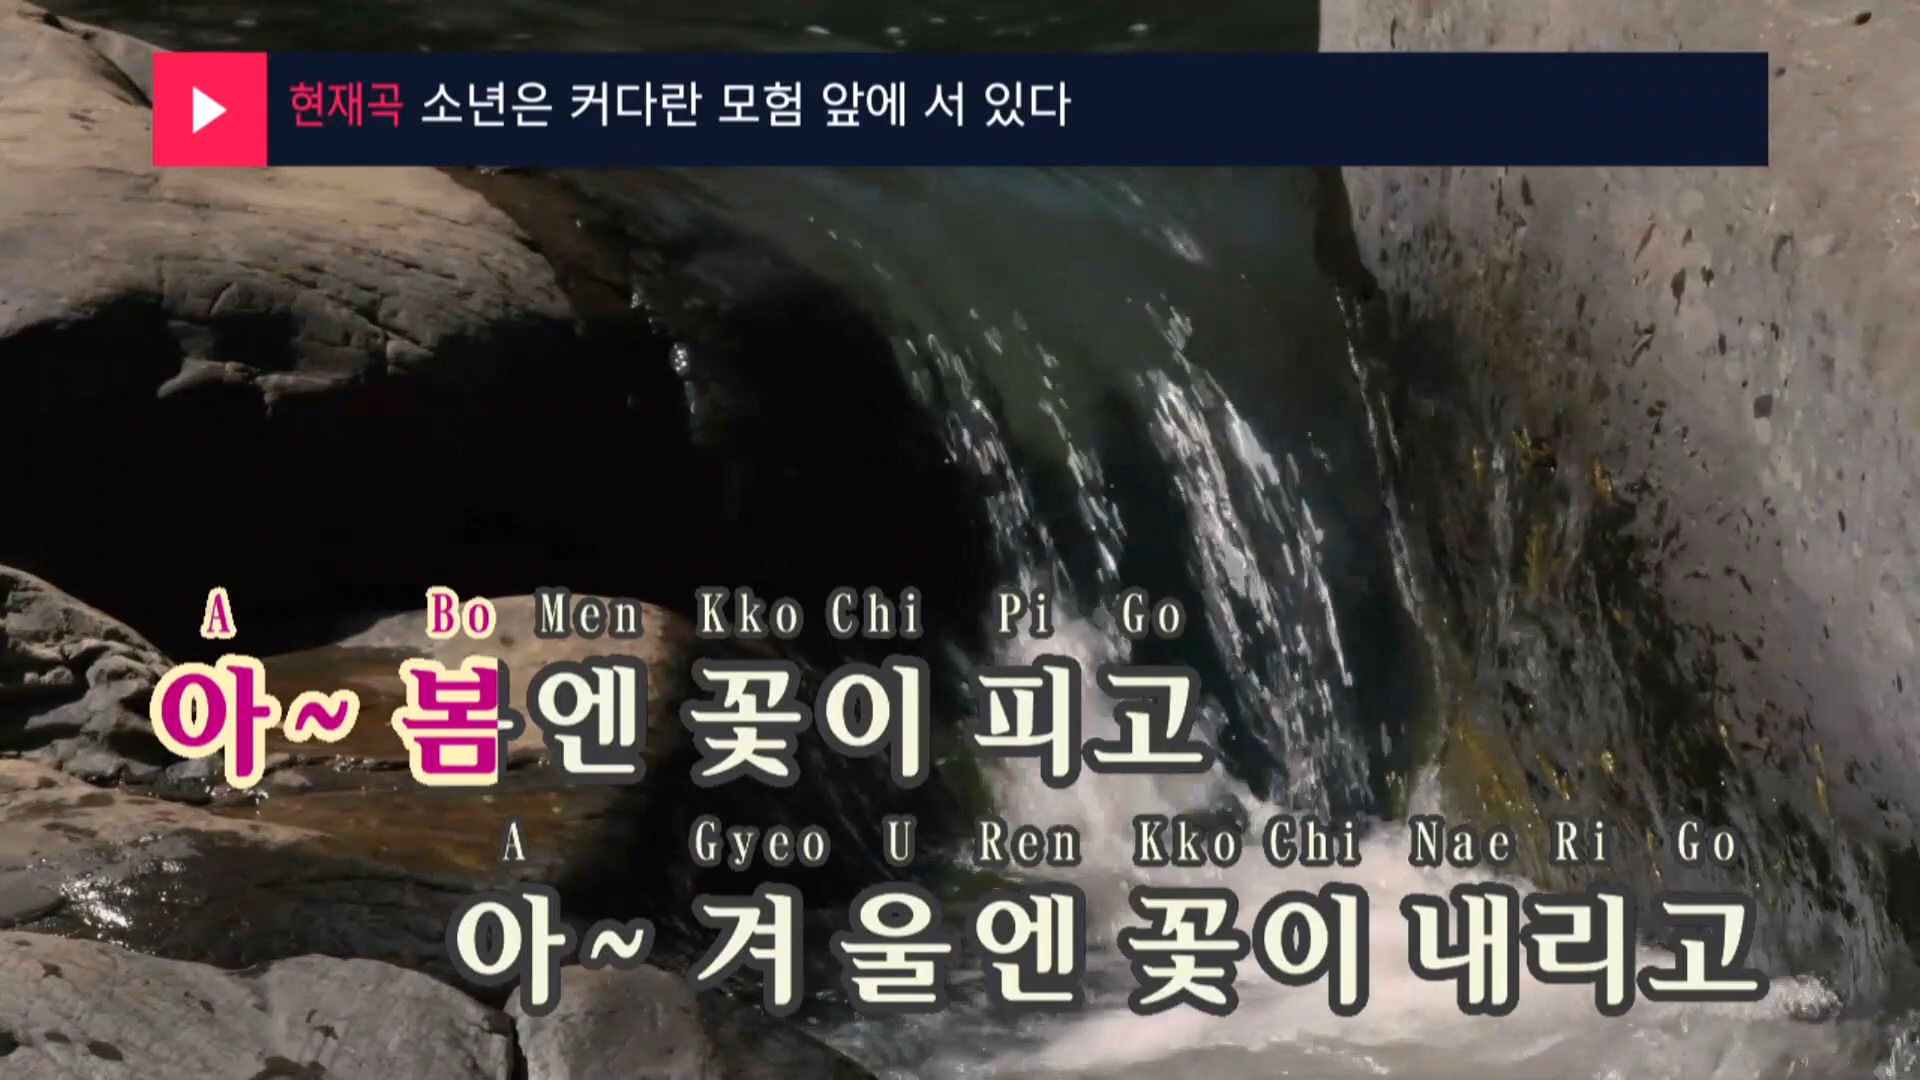 현재곡 소년은 커다란 모험 앞에 서 있다
A Bo Men Kko Chi Pi Go
아~ 봄엔 꽃이 피고
A Gyeo U Ren Kko Chi Nae Ri Go
아~ 겨울엔 꽃이 내리고